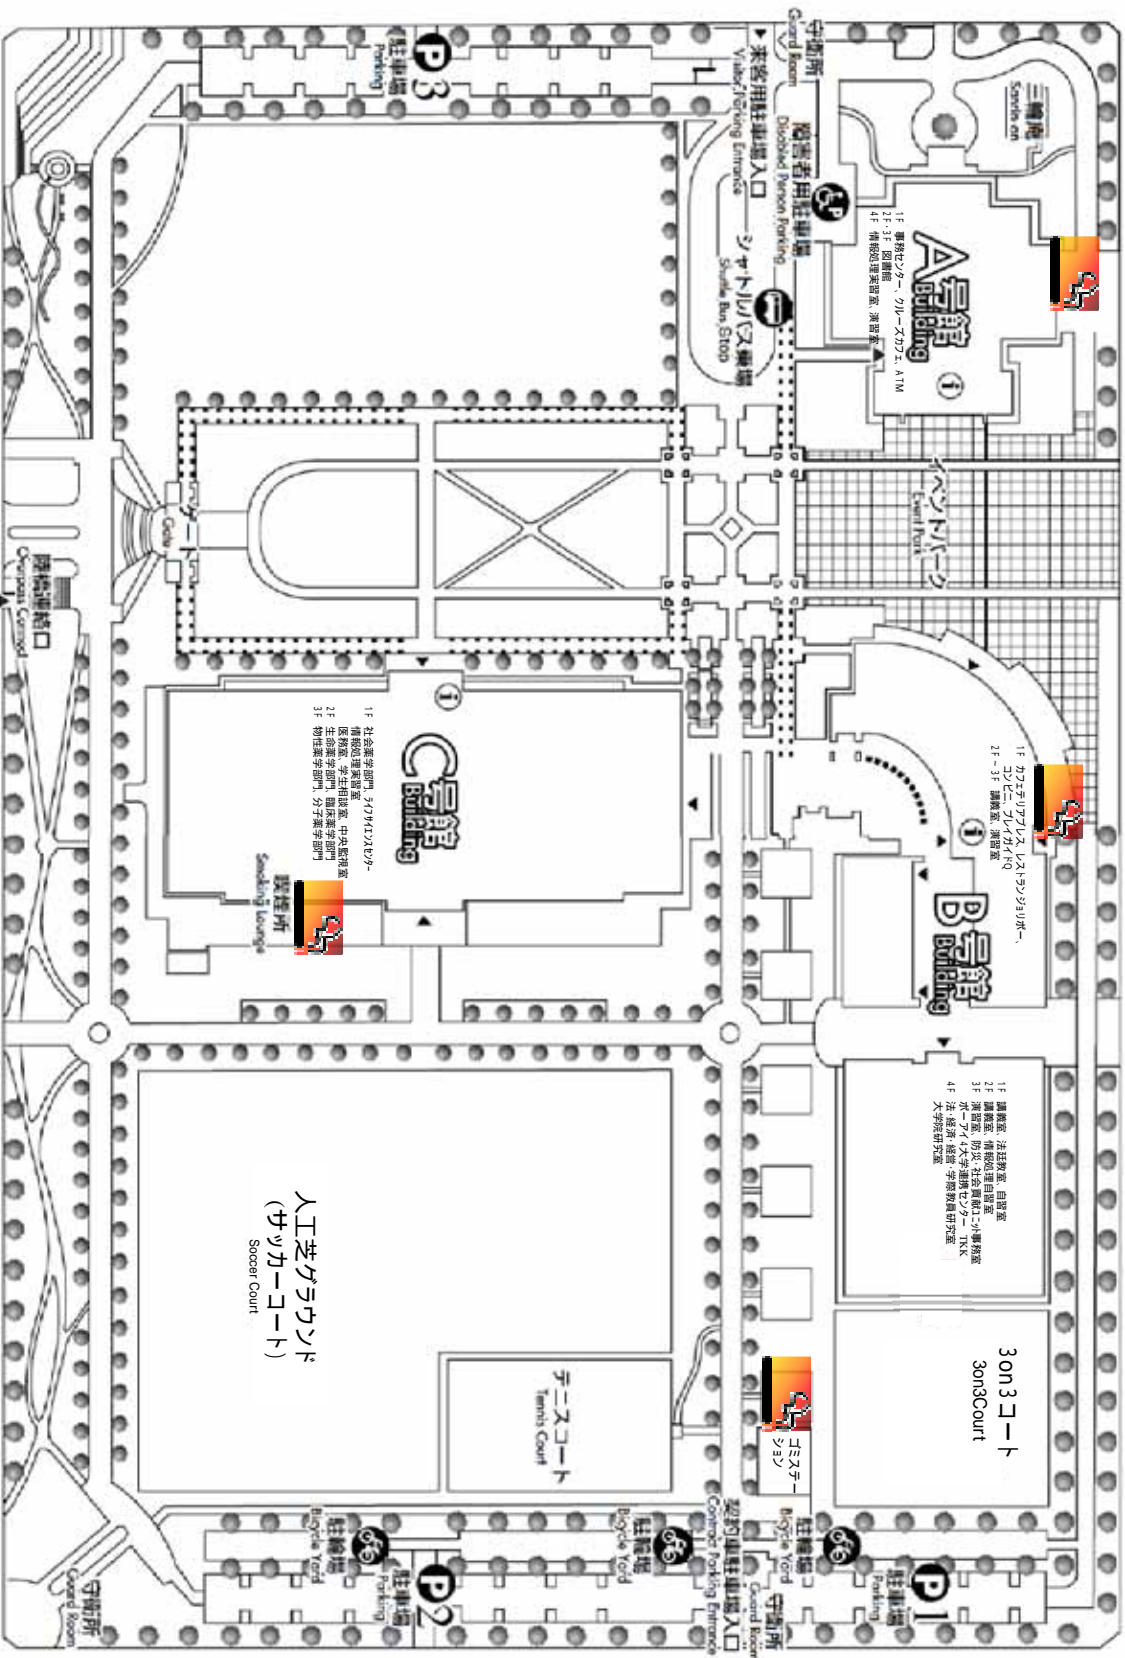 三輪庵
Sannin an
守衛所
Guard Room
▶来客用駐車場入口
Visitor Parking Entrance
障害者用駐車場
Disabled Person Parking
P
シャトルバス乗場
Shuttle Bus Stop
P3
駐車場
Parking
A号館
Building
i
1F 事務センター、クルーズカフェ、ATM
2F・3F 図書館
4F 情報処理実習室、演習室
イベントパーク
Event Park
ゲート
Gate
陸橋連絡口
1F カフェテリアプレス、レストランジョリポー、
コンビニ、プレイガイドQ
2F～3F 講義室、演習室
i
B号館
Building
i
C号館
Building
1F 社会薬学部門、ライフサイエンスセンター
情報処理実習室
医務室、学生相談室、中央監視室
2F 生命薬学部門、臨床薬学部門
3F 物性薬学部門、分子薬学部門
喫煙所
Smoking Lounge
1F 講義室、法廷教室、自習室
2F 講義室、情報処理自習室
3F 演習室、防災・社会貢献ユニット事務室
ポーアイ4大学連携センター TKK
4F 法・経済・経営・学際教員研究室
大学院研究室
3on3コート
3on3Court
人工芝グラウンド
(サッカーコート)
Soccer Court
テニスコート
Tennis Court
ゴミステー
ション
駐輪場
Bicycle Yard
P1
駐車場
Parking
契約車駐車場入口
Contract Parking Entrance
守衛所
Guard Room
駐輪場
Bicycle Yard
P2
駐車場
Parking
駐輪場
Bicycle Yard
守衛所
Guard Room